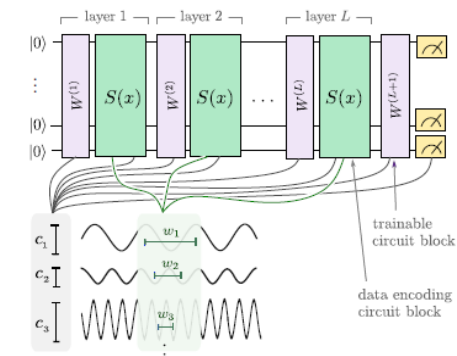 layer 1 layer 2 layer L
|0⟩
⋮
|0⟩
|0⟩
W⁽¹⁾ S(x) W⁽²⁾ S(x) ... W⁽ᴸ⁾ S(x) W⁽ᴸ⁺¹⁾
c₁ w₁
c₂ w₂
c₃ w₃
⋮
trainable
circuit block
data encoding
circuit block